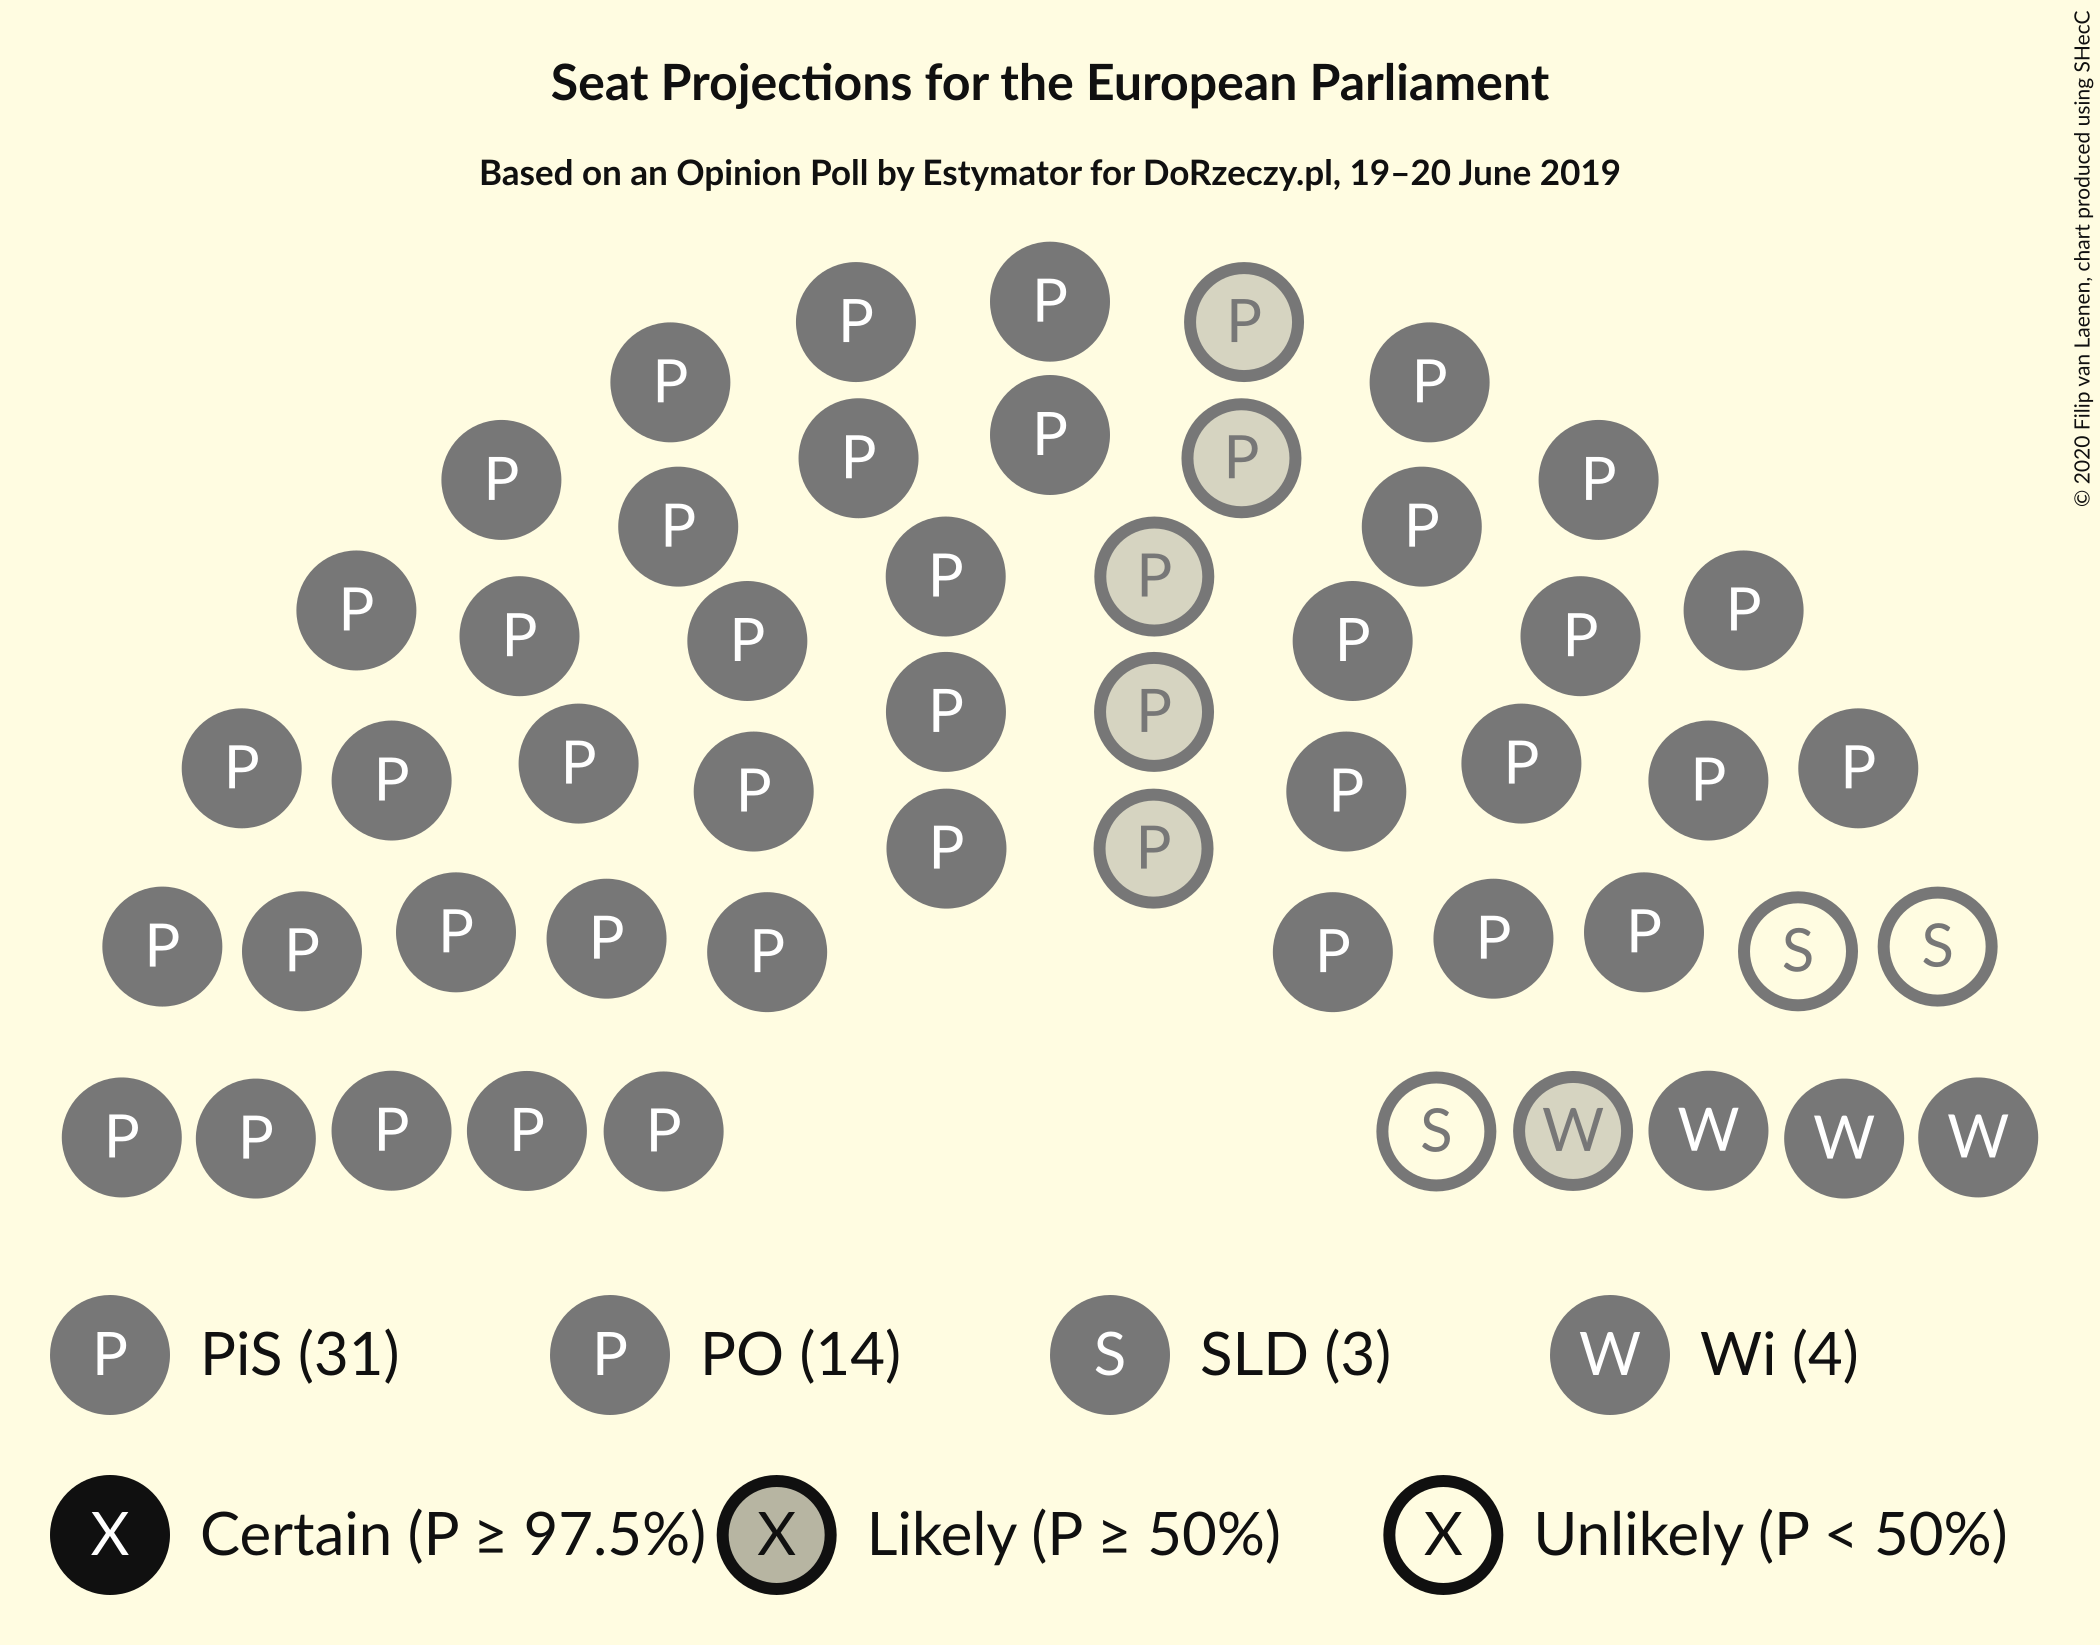 Seat Projections for the European Parliament
Based on an Opinion Poll by Estymator for DoRzeczy.pl, 19–20 June 2019
© 2020 Filip van Laenen, chart produced using SHecC
P P P P P
P P P P
P P P P
P P P P
P P P P
P P P
P P P P
P P P P
P P P P
P P P P P S S
P P P P P S W W W W
P PiS (31) P PO (14) S SLD (3) W Wi (4)
X Certain (P ≥ 97.5%) X Likely (P ≥ 50%) X Unlikely (P < 50%)